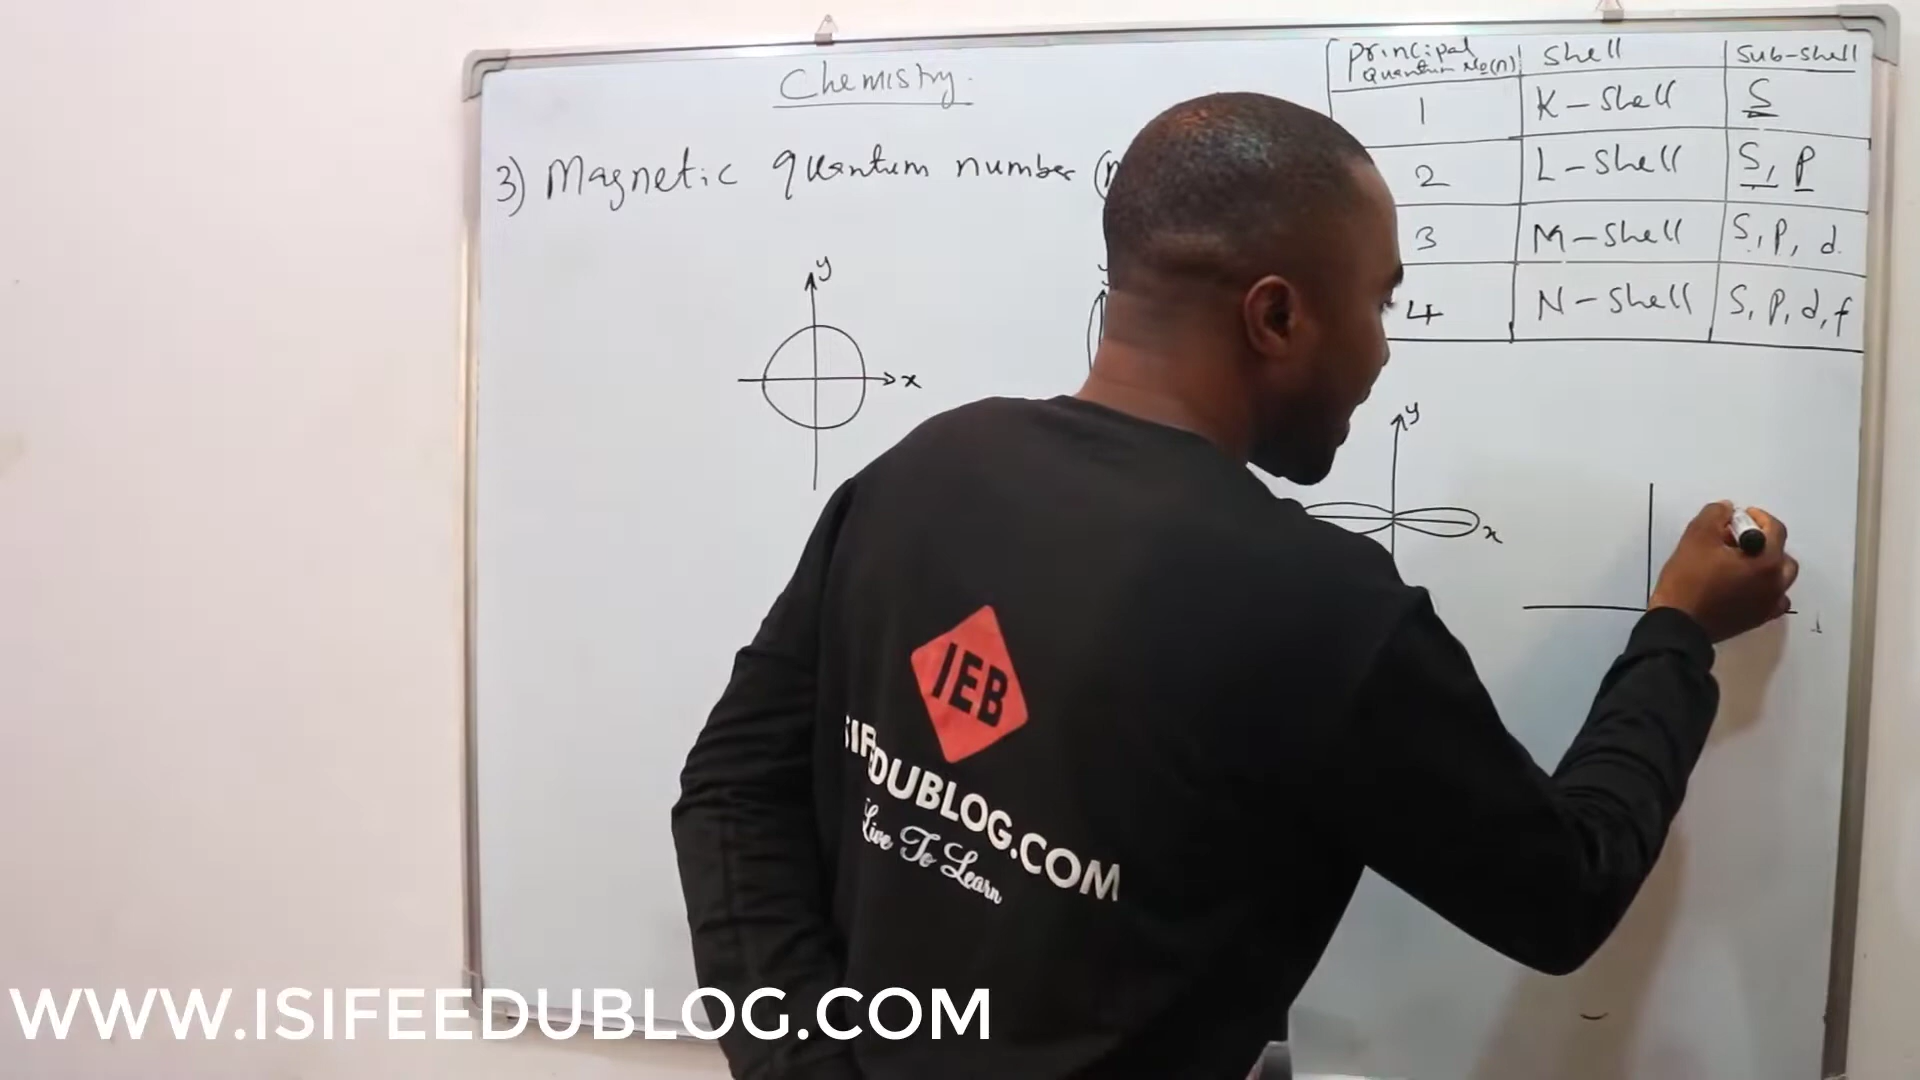 Chemistry.
3) Magnetic quantum number
Principal Quantum No(n) Shell Sub-shell
1 K-Shell S
2 L-Shell S, P
3 M-Shell S, P, d.
4 N-Shell S, P, d, f
y
x
y
y
x
IEB
EDUBLOG.COM
Live To Learn
WWW.ISIFEEDUBLOG.COM